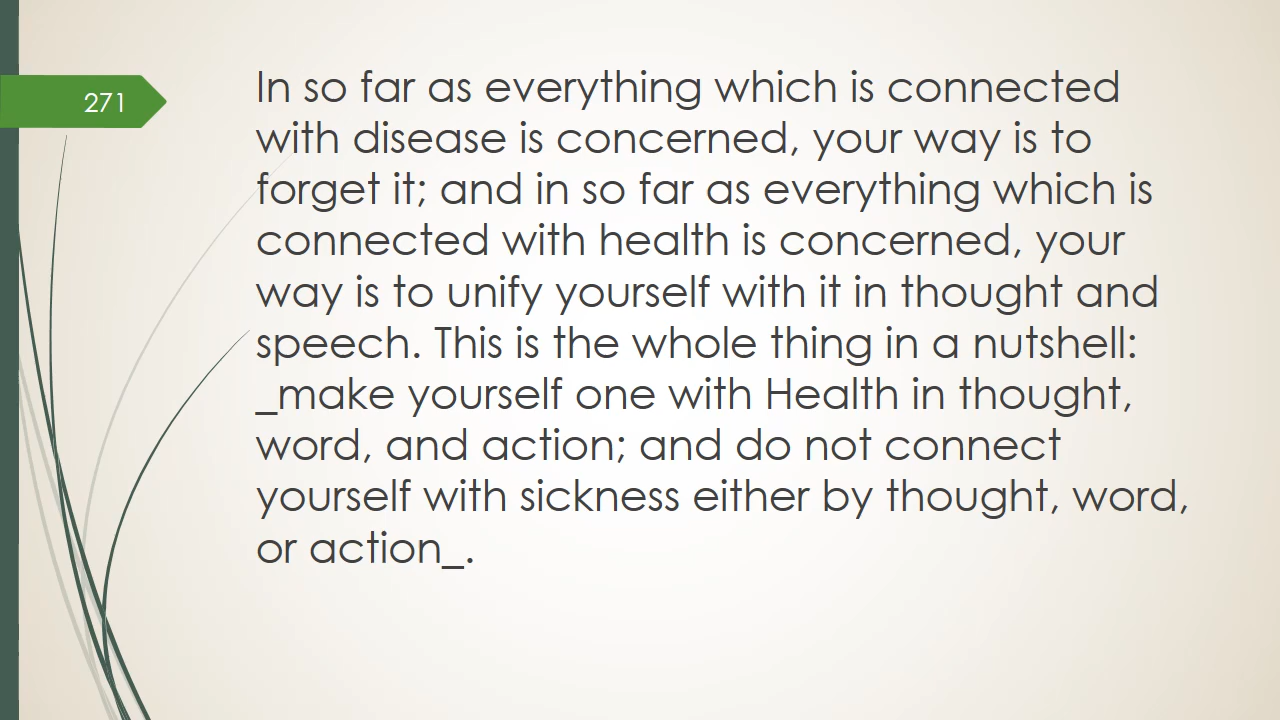 271
In so far as everything which is connected
with disease is concerned, your way is to
forget it; and in so far as everything which is
connected with health is concerned, your
way is to unify yourself with it in thought and
speech. This is the whole thing in a nutshell:
_make yourself one with Health in thought,
word, and action; and do not connect
yourself with sickness either by thought, word,
or action_.